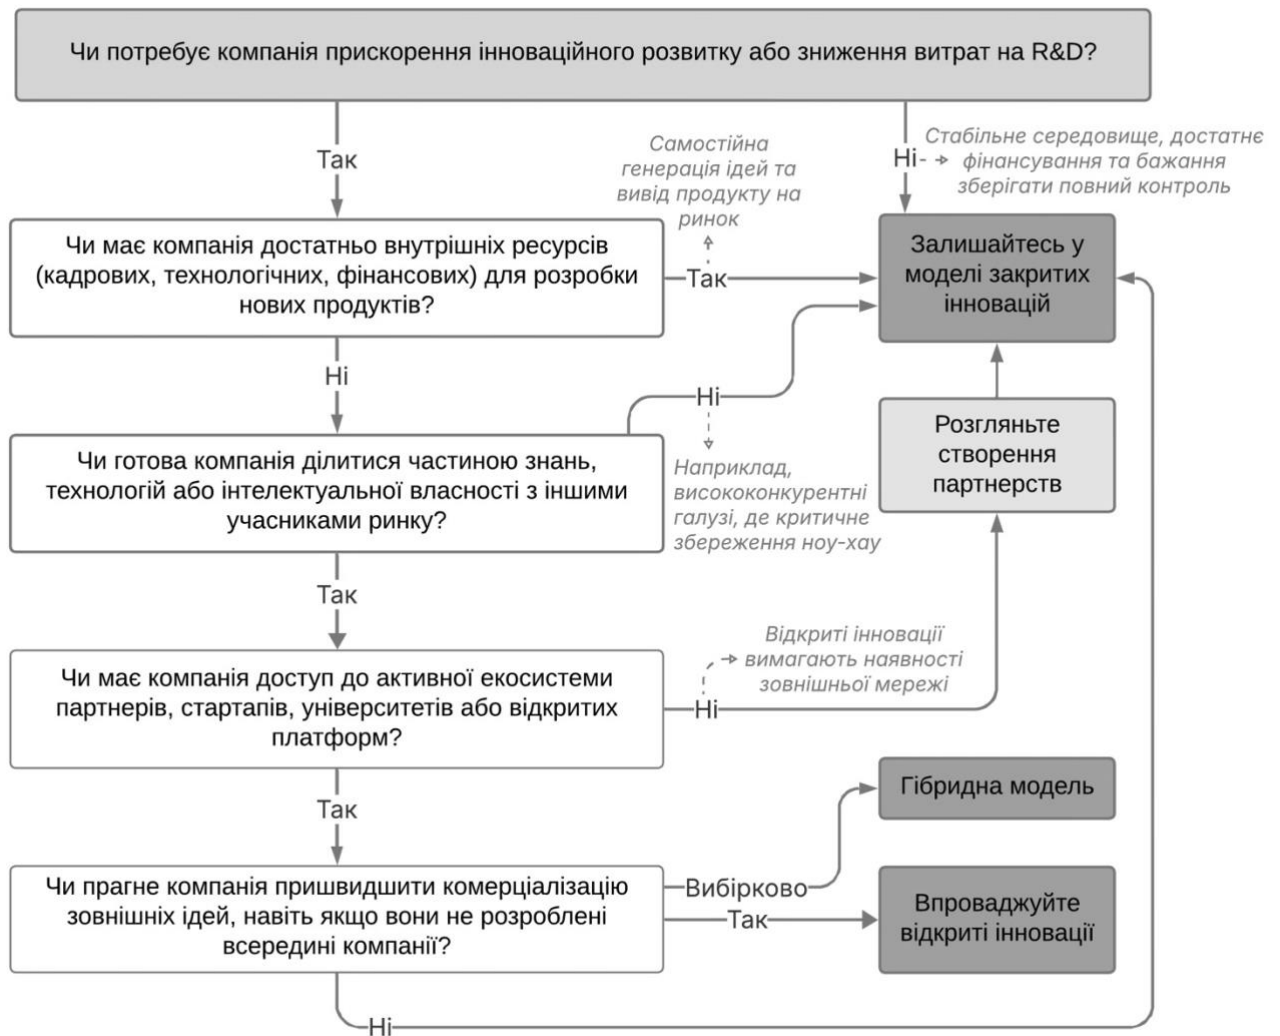 Чи потребує компанія прискорення інноваційного розвитку або зниження витрат на R&D?
Так
Ні
Стабільне середовище, достатнє
фінансування та бажання
зберігати повний контроль
Самостійна
генерація ідей та
вивід продукту на
ринок
Чи має компанія достатньо внутрішніх ресурсів
(кадрових, технологічних, фінансових) для розробки
нових продуктів?
Так
Залишайтесь у
моделі закритих
інновацій
Ні
Ні
Наприклад,
висококонкурентні
галузі, де критичне
збереження ноу-хау
Розгляньте
створення
партнерств
Чи готова компанія ділитися частиною знань,
технологій або інтелектуальної власності з іншими
учасниками ринку?
Так
Відкриті інновації
вимагають наявності
зовнішньої мережі
Чи має компанія доступ до активної екосистеми
партнерів, стартапів, університетів або відкритих
платформ?
Ні
Так
Гібридна модель
Чи прагне компанія пришвидшити комерціалізацію
зовнішніх ідей, навіть якщо вони не розроблені
всередині компанії?
Вибірково
Так
Впроваджуйте
відкриті інновації
Ні